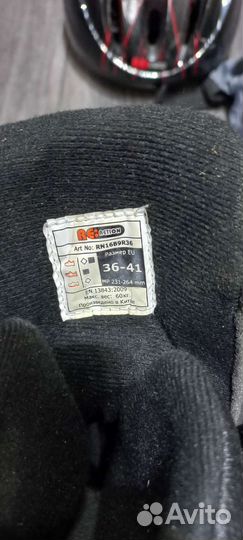 RE:ACTION
Art No: RN16B9R36
Размер EU
36-41
MP 231-264 mm
EN 13843:2009
макс. вес: 60кг
Произведено в Китае
Avito